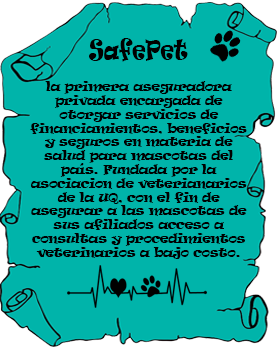 SafePet
la primera aseguradora
privada encargada de
otorgar servicios de
financiamientos, beneficios
y seguros en materia de
salud para mascotas del
país. Fundada por la
asociacion de veterianarios
de la UQ, con el fin de
asegurar a las mascotas de
sus afiliados acceso a
consultas y procedimientos
veterinarios a bajo costo.